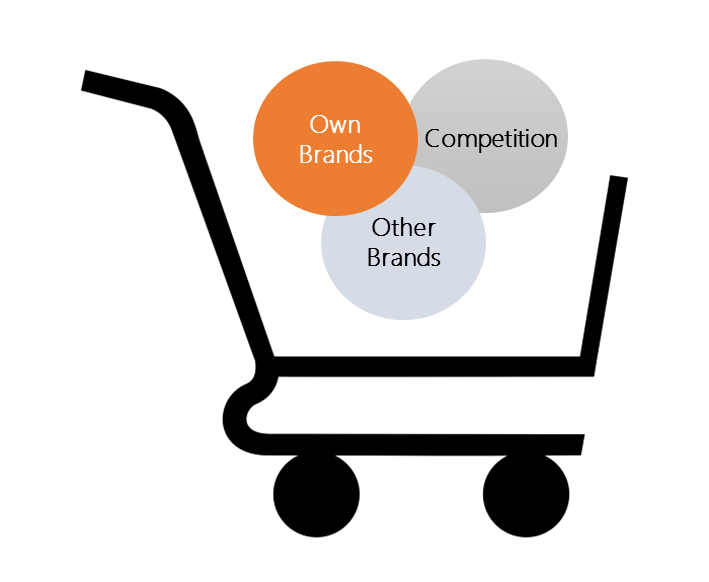 Own
Brands
Competition
Other
Brands